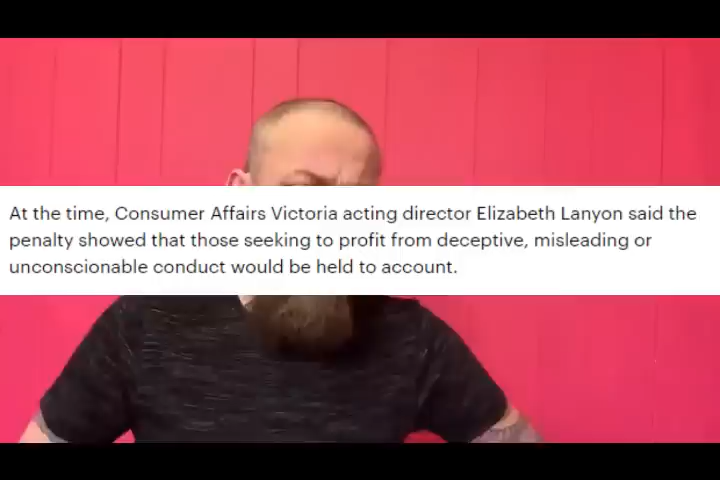 At the time, Consumer Affairs Victoria acting director Elizabeth Lanyon said the
penalty showed that those seeking to profit from deceptive, misleading or
unconscionable conduct would be held to account.